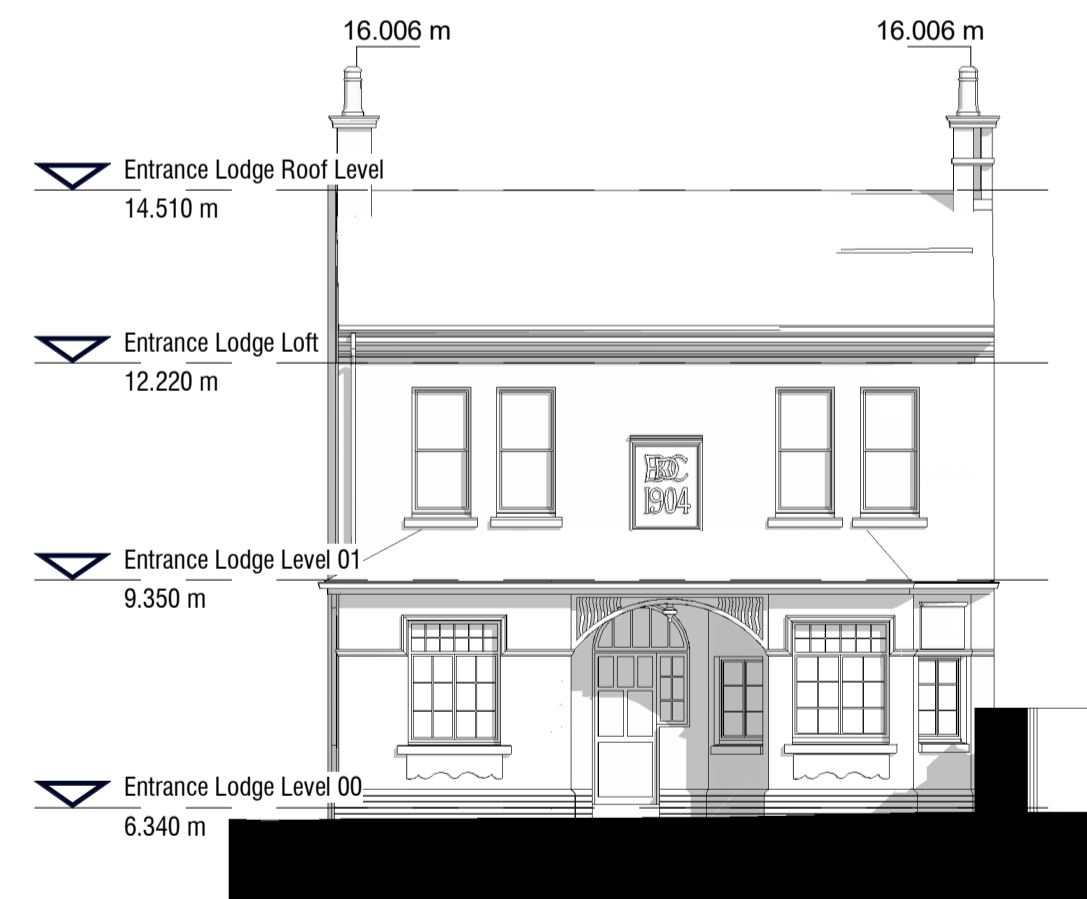 16.006 m
16.006 m
Entrance Lodge Roof Level
14.510 m
Entrance Lodge Loft
12.220 m
1904
Entrance Lodge Level 01
9.350 m
Entrance Lodge Level 00
6.340 m